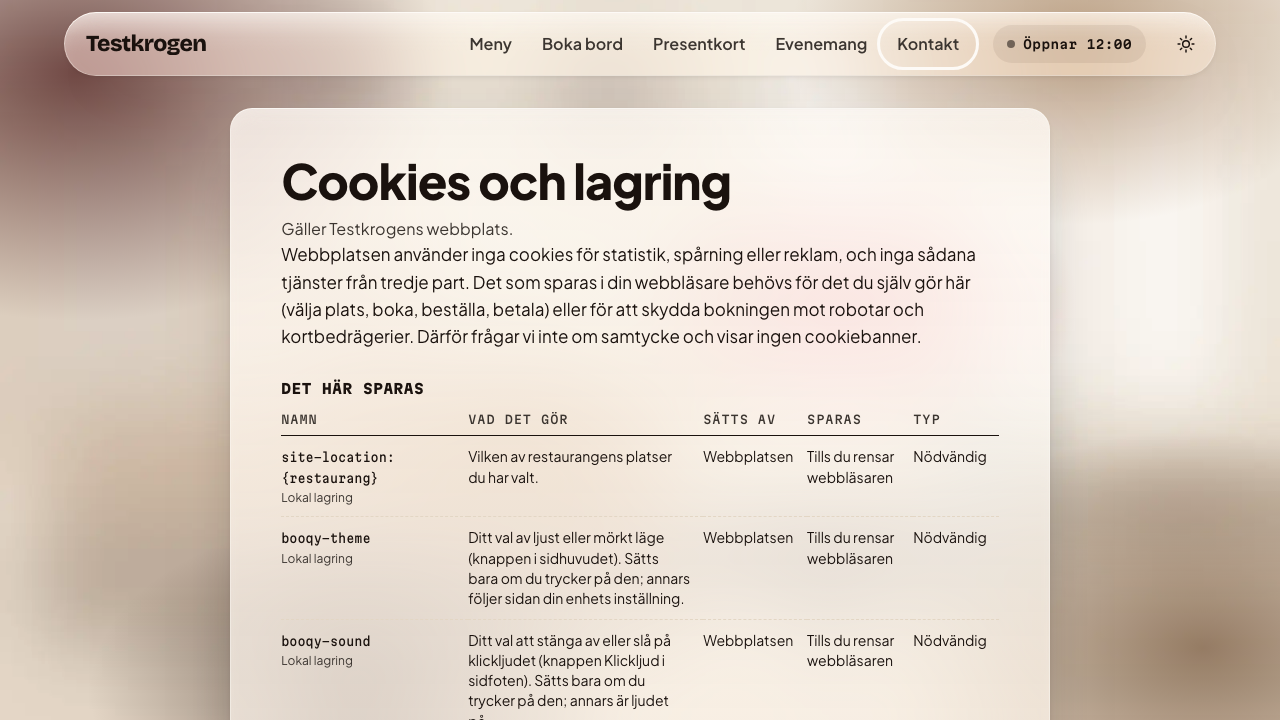 Testkrogen
Meny
Boka bord
Presentkort
Evenemang
Kontakt
Öppnar 12:00
Cookies och lagring
Gäller Testkrogens webbplats.
Webbplatsen använder inga cookies för statistik, spårning eller reklam, och inga sådana
tjänster från tredje part. Det som sparas i din webbläsare behövs för det du själv gör här
(välja plats, boka, beställa, betala) eller för att skydda bokningen mot robotar och
kortbedrägerier. Därför frågar vi inte om samtycke och visar ingen cookiebanner.
DET HÄR SPARAS
NAMN VAD DET GÖR SÄTTS AV SPARAS TYP
site-location: Vilken av restaurangens platser Webbplatsen Tills du rensar Nödvändig
{restaurang} du har valt. webbläsaren
Lokal lagring
booqy-theme Ditt val av ljust eller mörkt läge Webbplatsen Tills du rensar Nödvändig
Lokal lagring (knappen i sidhuvudet). Sätts webbläsaren
bara om du trycker på den; annars
följer sidan din enhets inställning.
booqy-sound Ditt val att stänga av eller slå på Webbplatsen Tills du rensar Nödvändig
Lokal lagring klickljudet (knappen Klickljud i webbläsaren
sidfoten). Sätts bara om du
trycker på den; annars är ljudet